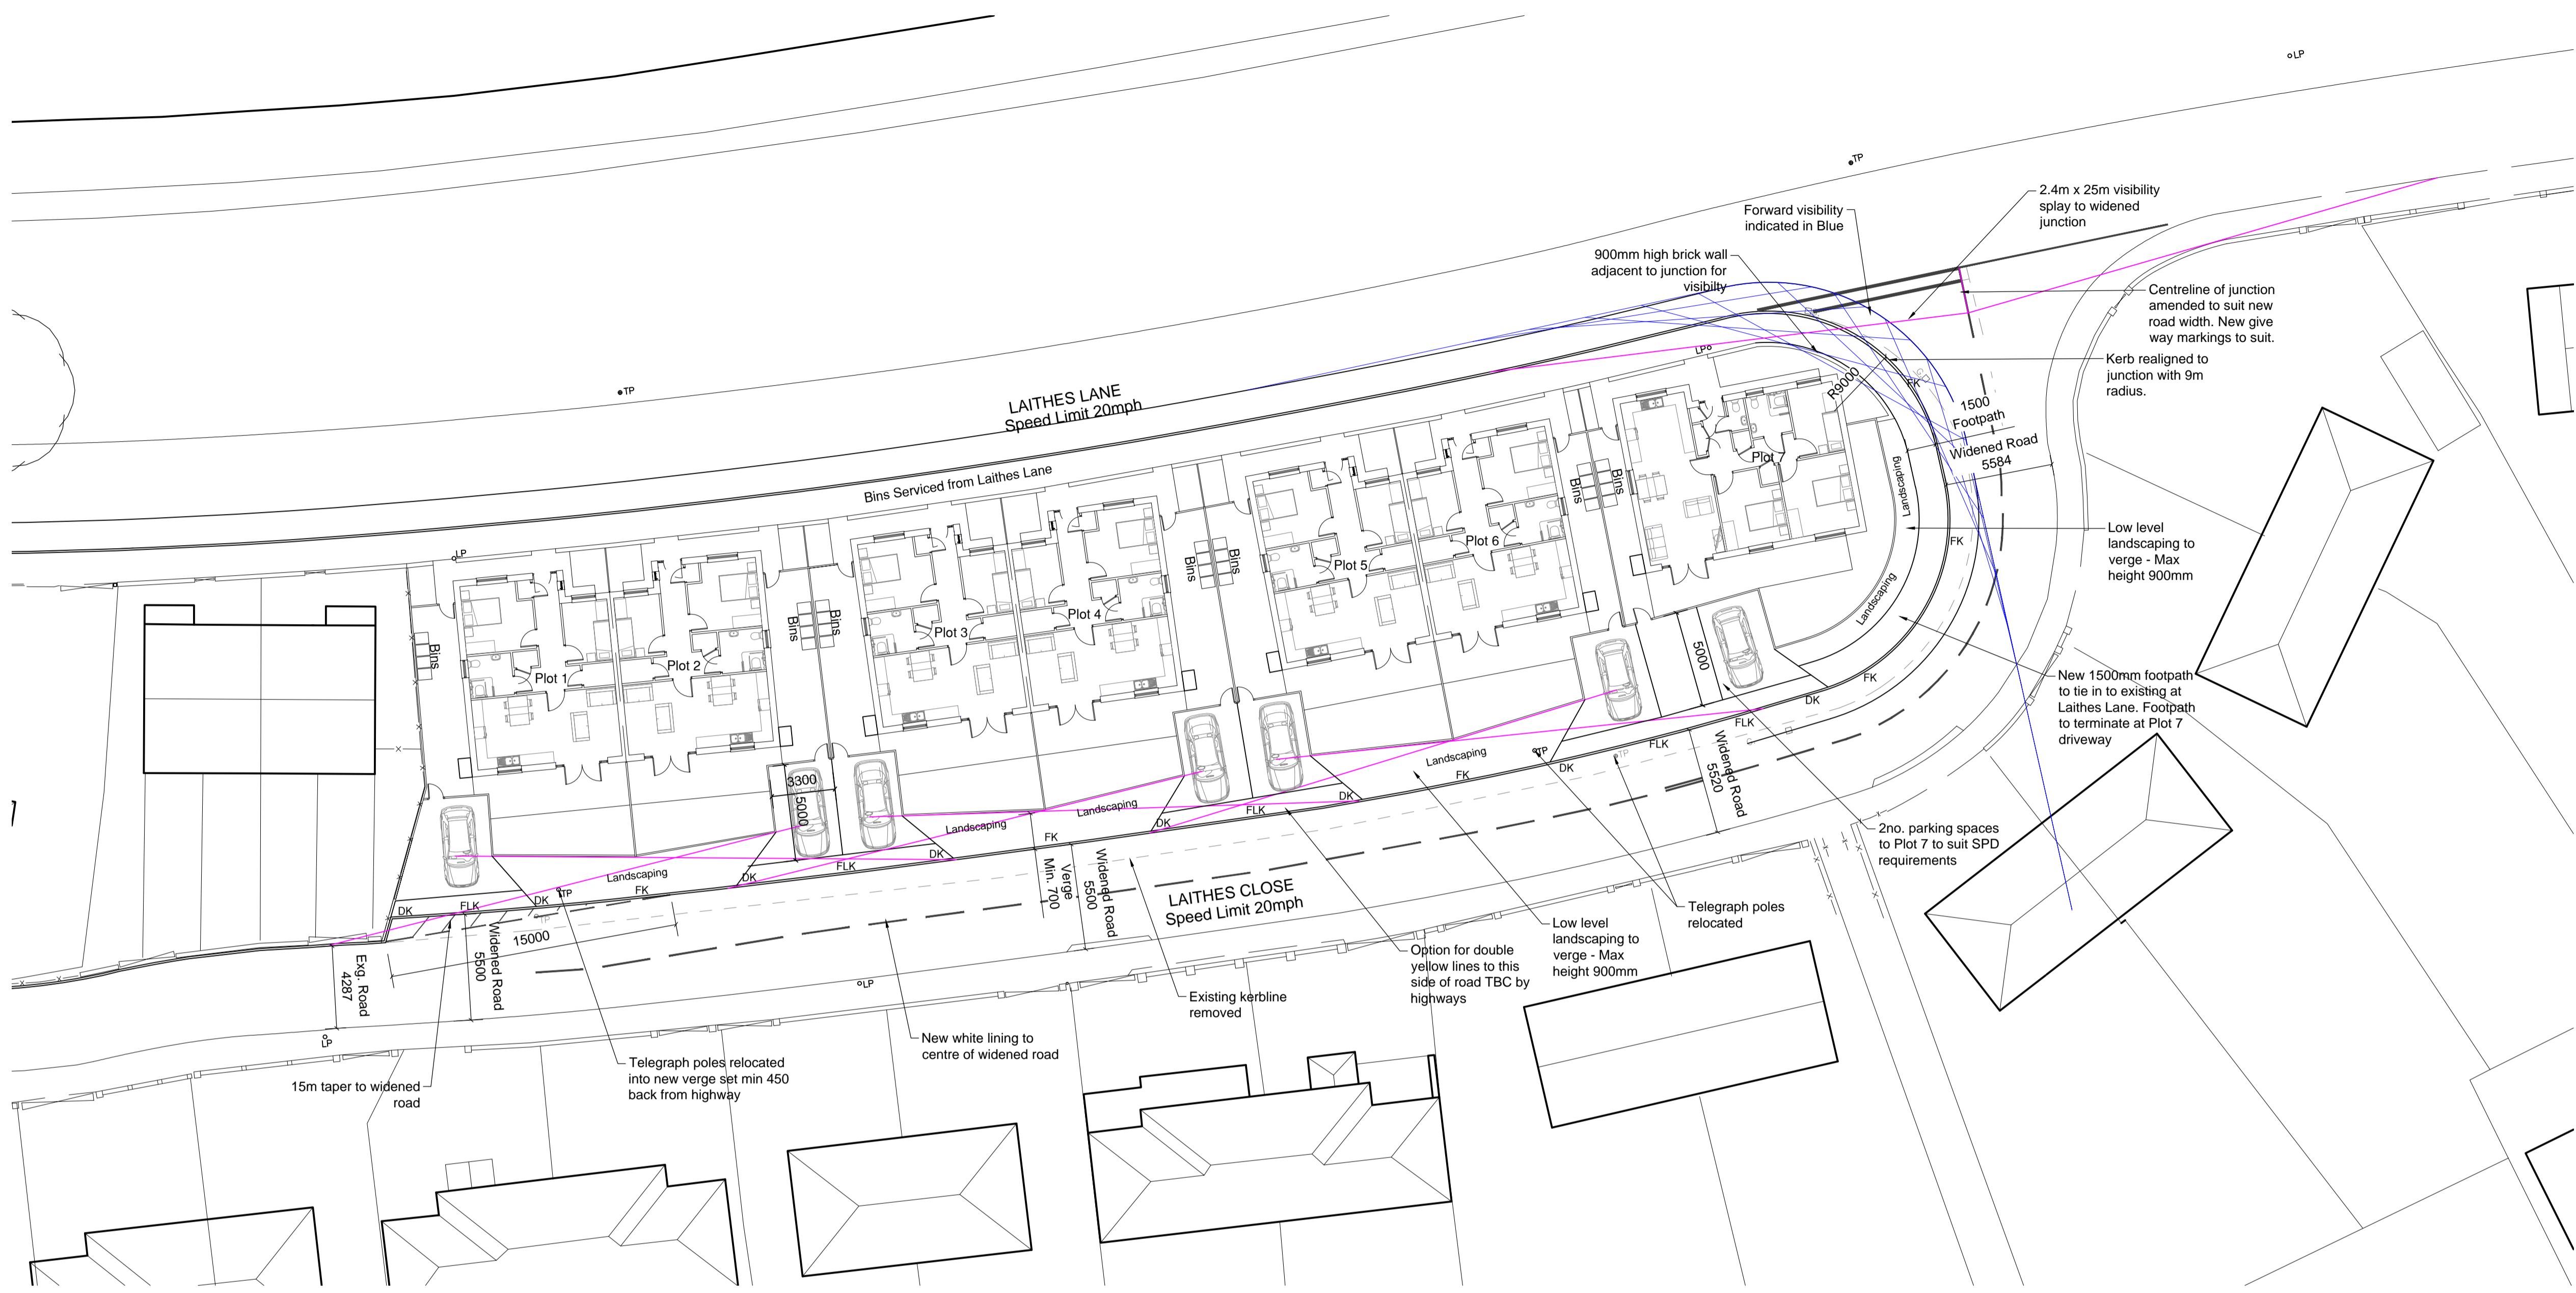 LP
TP
2.4m x 25m visibility
splay to widened
junction
Forward visibility
indicated in Blue
900mm high brick wall
adjacent to junction for
visibilty
Centreline of junction
amended to suit new
road width. New give
way markings to suit.
Kerb realigned to
junction with 9m
radius.
TP
LAITHES LANE
Speed Limit 20mph
LP
R9000
FK
1500
Footpath
Widened Road
5584
Bins Serviced from Laithes Lane
Bins
Bins
Plot 7
Landscaping
Low level
landscaping to
verge - Max
height 900mm
FK
LP
Plot 6
Plot 5
Bins
Bins
Plot 4
Plot 3
Bins
Bins
Plot 2
Plot 1
Bins
Landscaping
5000
FK
DK
FLK
New 1500mm footpath
to tie in to existing at
Laithes Lane. Footpath
to terminate at Plot 7
driveway
Widened Road
5520
FLK
TP
TP
DK
Landscaping
FK
DK
FLK
DK
3300
5000
Landscaping
Landscaping
FK
DK
FLK
DK
Landscaping
FK
TP
TP
DK
FLK
DK
Verge
Min. 700
Widened Road
5500
LAITHES CLOSE
Speed Limit 20mph
2no. parking spaces
to Plot 7 to suit SPD
requirements
Telegraph poles
relocated
Low level
landscaping to
verge - Max
height 900mm
Option for double
yellow lines to this
side of road TBC by
highways
15000
Widened Road
5500
Exg. Road
4287
LP
LP
Existing kerbline
removed
New white lining to
centre of widened road
Telegraph poles relocated
into new verge set min 450
back from highway
15m taper to widened
road